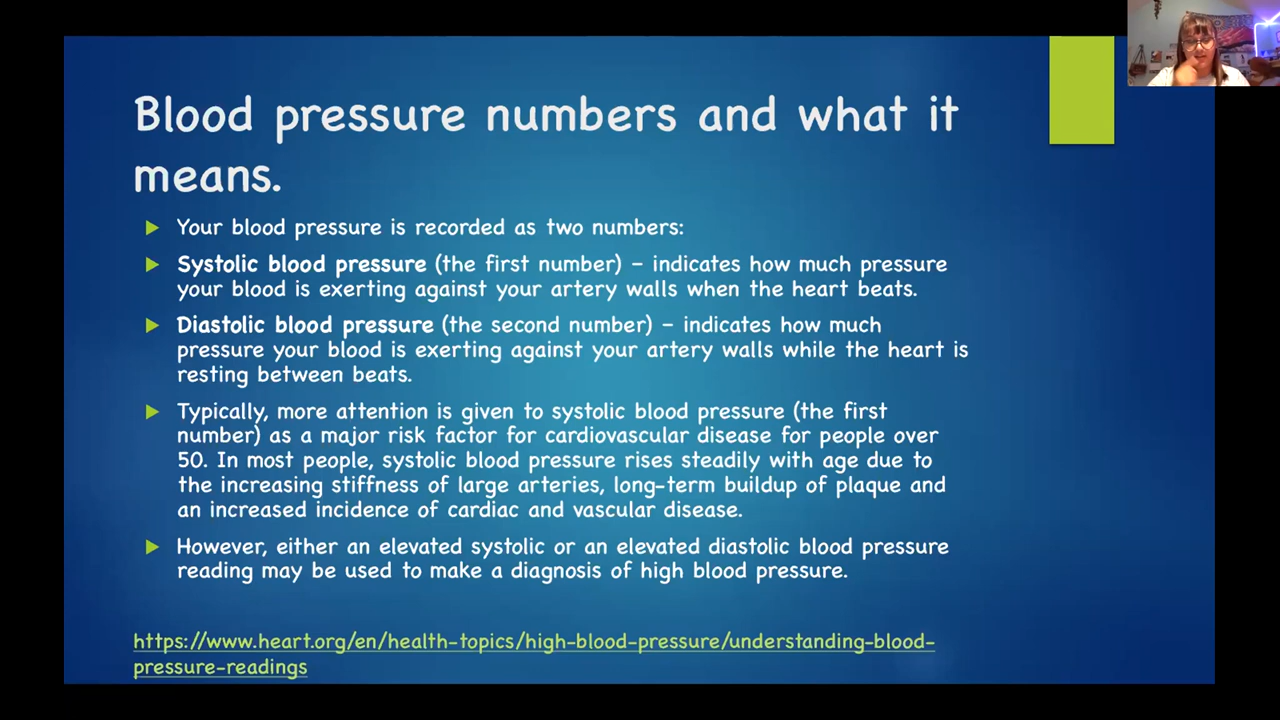 Blood pressure numbers and what it
means.
Your blood pressure is recorded as two numbers:
Systolic blood pressure (the first number) – indicates how much pressure
your blood is exerting against your artery walls when the heart beats.
Diastolic blood pressure (the second number) – indicates how much
pressure your blood is exerting against your artery walls while the heart is
resting between beats.
Typically, more attention is given to systolic blood pressure (the first
number) as a major risk factor for cardiovascular disease for people over
50. In most people, systolic blood pressure rises steadily with age due to
the increasing stiffness of large arteries, long-term buildup of plaque and
an increased incidence of cardiac and vascular disease.
However, either an elevated systolic or an elevated diastolic blood pressure
reading may be used to make a diagnosis of high blood pressure.
https://www.heart.org/en/health-topics/high-blood-pressure/understanding-blood-
pressure-readings